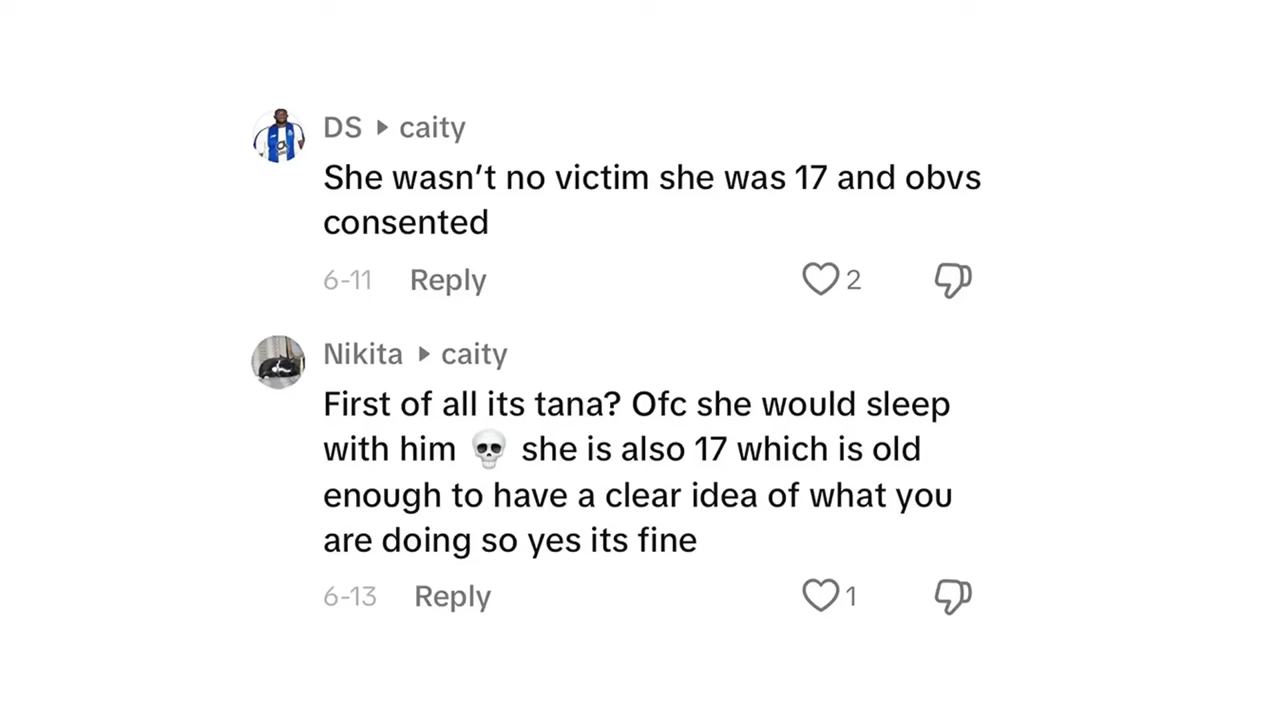 DS ▸ caity
She wasn’t no victim she was 17 and obvs
consented
6-11 Reply 2
Nikita ▸ caity
First of all its tana? Ofc she would sleep
with him 💀 she is also 17 which is old
enough to have a clear idea of what you
are doing so yes its fine
6-13 Reply 1